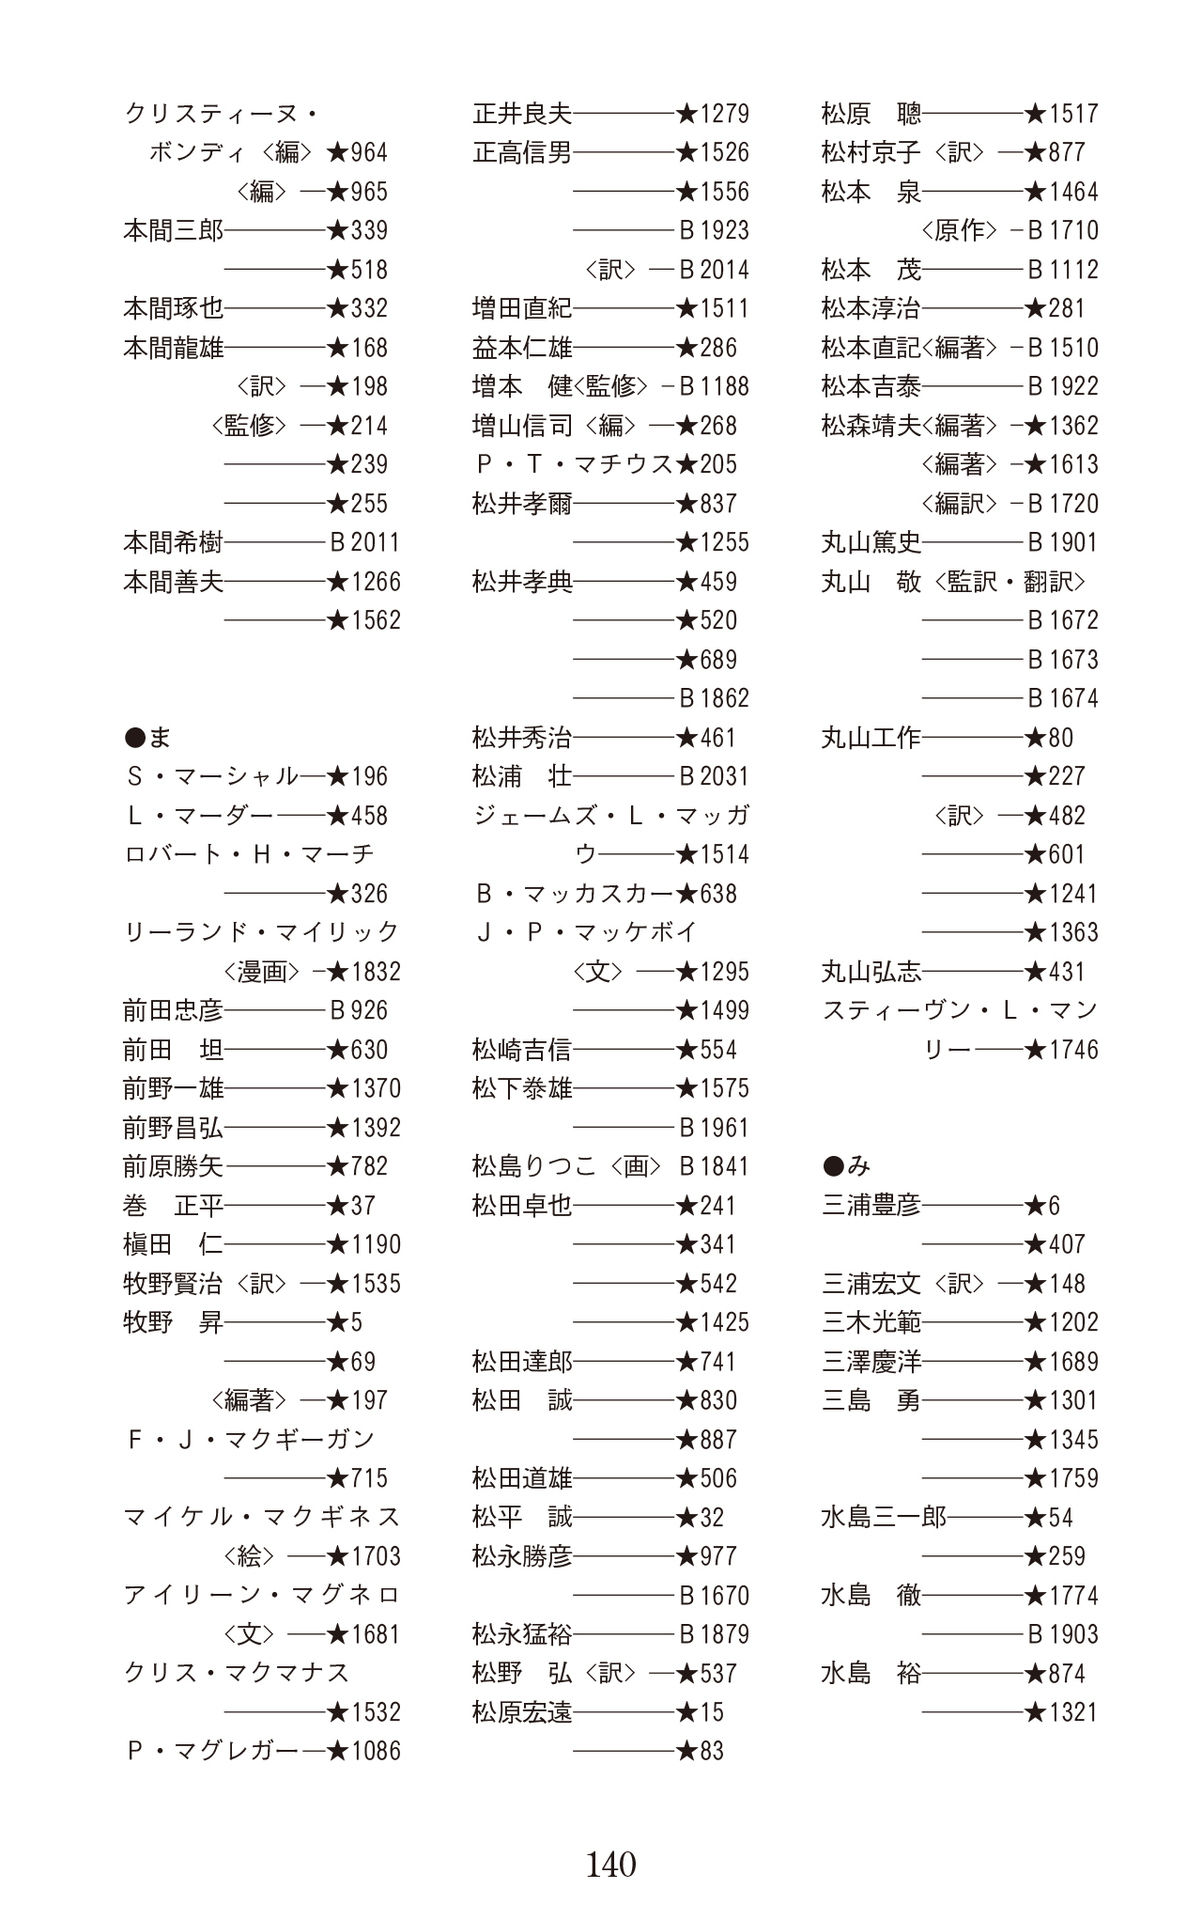 クリスティーヌ・
ボンディ〈編〉★964
〈編〉―★965
本間三郎――――★339
――――★518
本間琢也――――★332
本間龍雄――――★168
〈訳〉―★198
〈監修〉―★214
――――★239
――――★255
本間希樹――――B2011
本間善夫――――★1266
――――★1562
●ま
S・マーシャル―★196
L・マーダー――★458
ロバート・H・マーチ
――――★326
リーランド・マイリック
〈漫画〉–★1832
前田忠彦――――B926
前田　坦――――★630
前野一雄――――★1370
前野昌弘――――★1392
前原勝矢――――★782
巻　正平――――★37
槇田　仁――――★1190
牧野賢治〈訳〉―★1535
牧野　昇――――★5
――――★69
〈編著〉―★197
F・J・マクギーガン
――――★715
マイケル・マクギネス
〈絵〉――★1703
アイリーン・マグネロ
〈文〉――★1681
クリス・マクマナス
――――★1532
P・マグレガー―★1086
正井良夫――――★1279
正高信男――――★1526
――――★1556
――――B1923
〈訳〉―B2014
増田直紀――――★1511
益本仁雄――――★286
増本　健〈監修〉–B1188
増山信司〈編〉―★268
P・T・マチウス★205
松井孝爾――――★837
――――★1255
松井孝典――――★459
――――★520
――――★689
――――B1862
松井秀治――――★461
松浦　壮――――B2031
ジェームズ・L・マッガ
ウ―――★1514
B・マッカスカー★638
J・P・マッケボイ
〈文〉――★1295
――――★1499
松崎吉信――――★554
松下泰雄――――★1575
――――B1961
松島りつこ〈画〉B1841
松田卓也――――★241
――――★341
――――★542
――――★1425
松田達郎――――★741
松田　誠――――★830
――――★887
松田道雄――――★506
松平　誠――――★32
松永勝彦――――★977
――――B1670
松永猛裕――――B1879
松野　弘〈訳〉―★537
松原宏遠――――★15
――――★83
松原　聰――――★1517
松村京子〈訳〉―★877
松本　泉――――★1464
〈原作〉–B1710
松本　茂――――B1112
松本淳治――――★281
松本直記〈編著〉–B1510
松本吉泰――――B1922
松森靖夫〈編著〉–★1362
〈編著〉–★1613
〈編訳〉–B1720
丸山篤史――――B1901
丸山　敬〈監訳・翻訳〉
――――B1672
――――B1673
――――B1674
丸山工作――――★80
――――★227
〈訳〉―★482
――――★601
――――★1241
――――★1363
丸山弘志――――★431
スティーヴン・L・マン
リー――★1746
●み
三浦豊彦――――★6
――――★407
三浦宏文〈訳〉―★148
三木光範――――★1202
三澤慶洋――――★1689
三島　勇――――★1301
――――★1345
――――★1759
水島三一郎―――★54
――――★259
水島　徹――――★1774
――――B1903
水島　裕――――★874
――――★1321
140